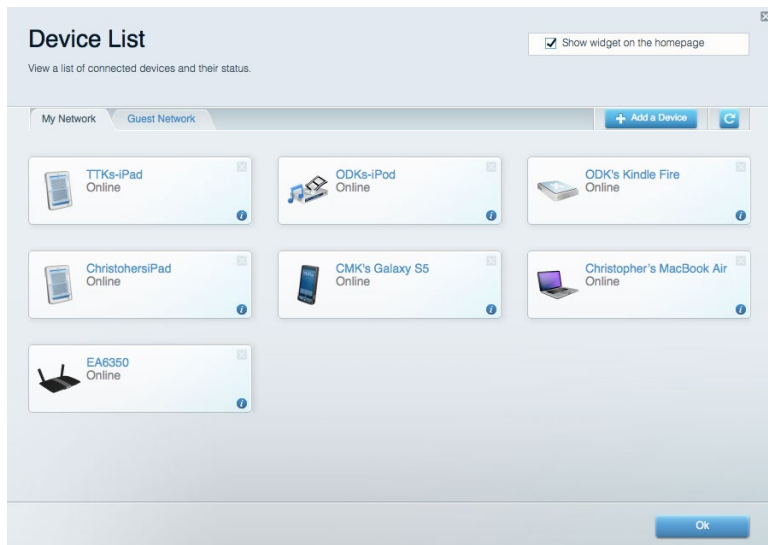 Device List
Show widget on the homepage
View a list of connected devices and their status.
My Network
Guest Network
Add a Device
TTKs-iPad
Online
ODKs-iPod
Online
ODK's Kindle Fire
Online
ChristohersiPad
Online
CMK's Galaxy S5
Online
Christopher's MacBook Air
Online
EA6350
Online
Ok